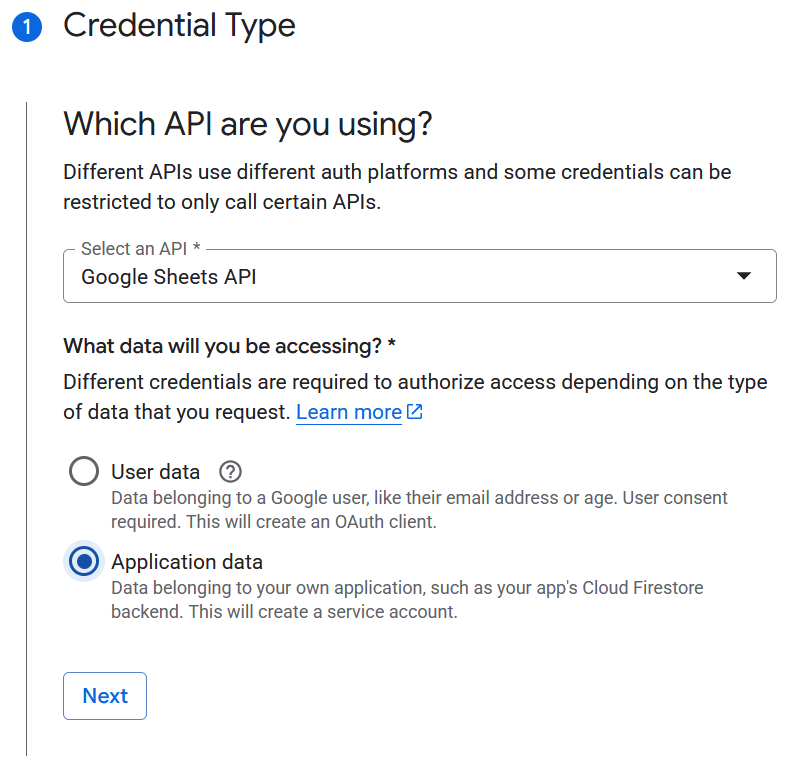 1 Credential Type
Which API are you using?
Different APIs use different auth platforms and some credentials can be
restricted to only call certain APIs.
Select an API *
Google Sheets API
What data will you be accessing? *
Different credentials are required to authorize access depending on the type
of data that you request. Learn more
User data
Data belonging to a Google user, like their email address or age. User consent
required. This will create an OAuth client.
Application data
Data belonging to your own application, such as your app's Cloud Firestore
backend. This will create a service account.
Next